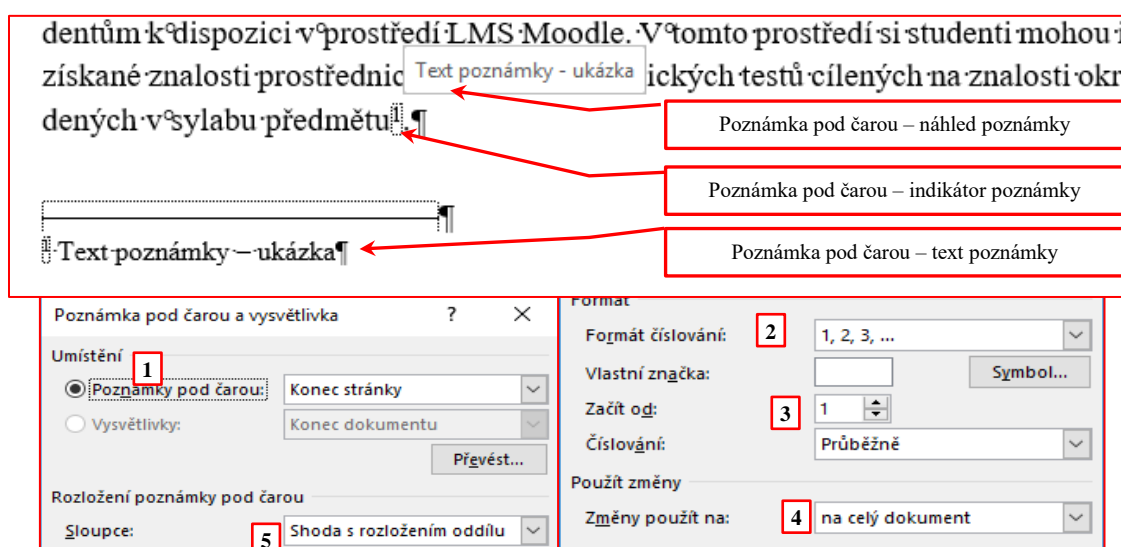 dentům k dispozici v prostředí LMS Moodle. V tomto prostředí si studenti mohou
získané znalosti prostřednic Text poznámky - ukázka ických testů cílených na znalosti okr
dených v sylabu předmětu1.¶
Poznámka pod čarou – náhled poznámky
Poznámka pod čarou – indikátor poznámky
¶
1 Text poznámky – ukázka¶
Poznámka pod čarou – text poznámky
Poznámka pod čarou a vysvětlivka ? ×
Umístění
1
Poznámky pod čarou: Konec stránky
Vysvětlivky: Konec dokumentu
Převést...
Rozložení poznámky pod čarou
Sloupce: 5 Shoda s rozložením oddílu
Formát
Formát číslování: 2 1, 2, 3, ...
Vlastní značka: Symbol...
Začít od: 3 1
Číslování: Průběžně
Použít změny
Změny použít na: 4 na celý dokument